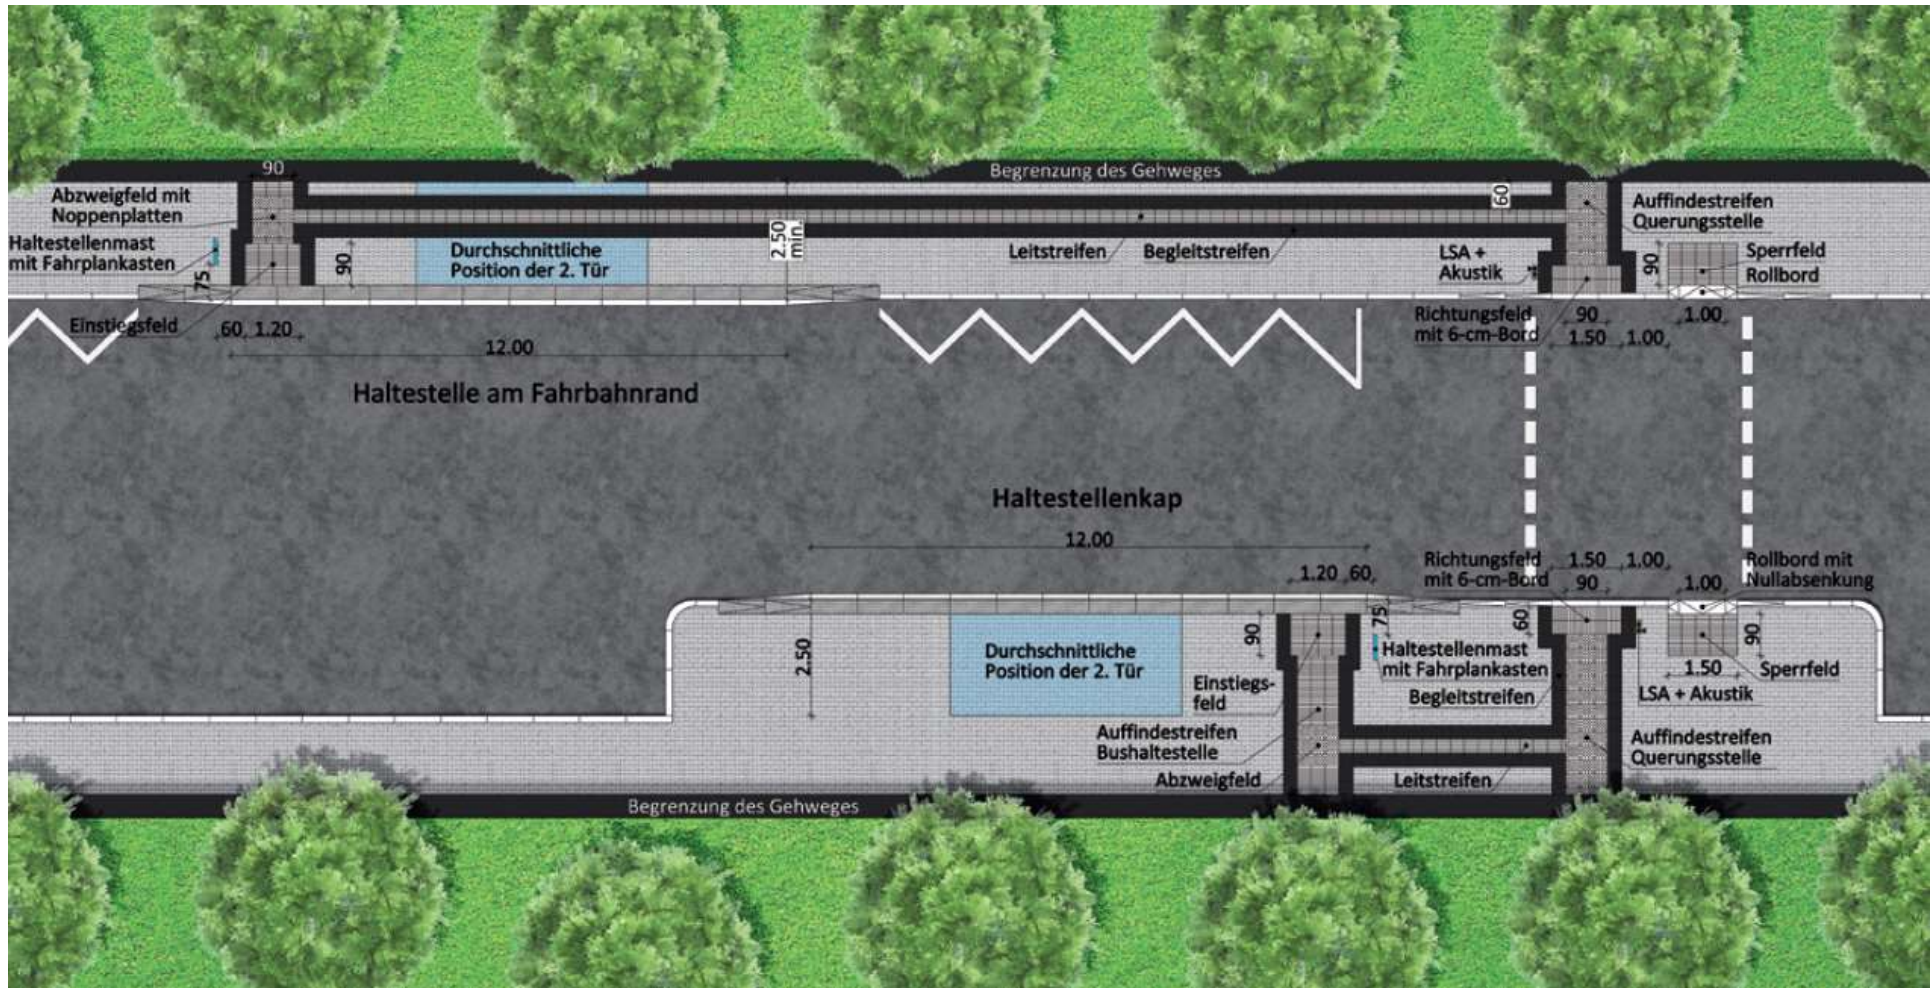 90
Begrenzung des Gehweges
Abzweigfeld mit
Noppenplatten
Haltestellenmast
mit Fahrplankasten
75
90
Durchschnittliche
Position der 2. Tür
2.50
min.
Leitstreifen
Begleitstreifen
60
LSA +
Akustik
90
Auffindestreifen
Querungsstelle
Sperrfeld
Rollbord
Einstiegsfeld
60
1.20
12.00
Richtungsfeld
mit 6-cm-Bord
90
1.50
1.00
1.00
Haltestelle am Fahrbahnrand
Haltestellenkap
12.00
1.20
60
Richtungsfeld
mit 6-cm-Bord
1.50
1.00
90
1.00
Rollbord mit
Nullabsenkung
2.50
Durchschnittliche
Position der 2. Tür
90
75
60
90
Haltestellenmast
mit Fahrplankasten
Begleitstreifen
1.50
Sperrfeld
LSA + Akustik
Einstiegs-
feld
Auffindestreifen
Bushaltestelle
Abzweigfeld
Leitstreifen
Auffindestreifen
Querungsstelle
Begrenzung des Gehweges